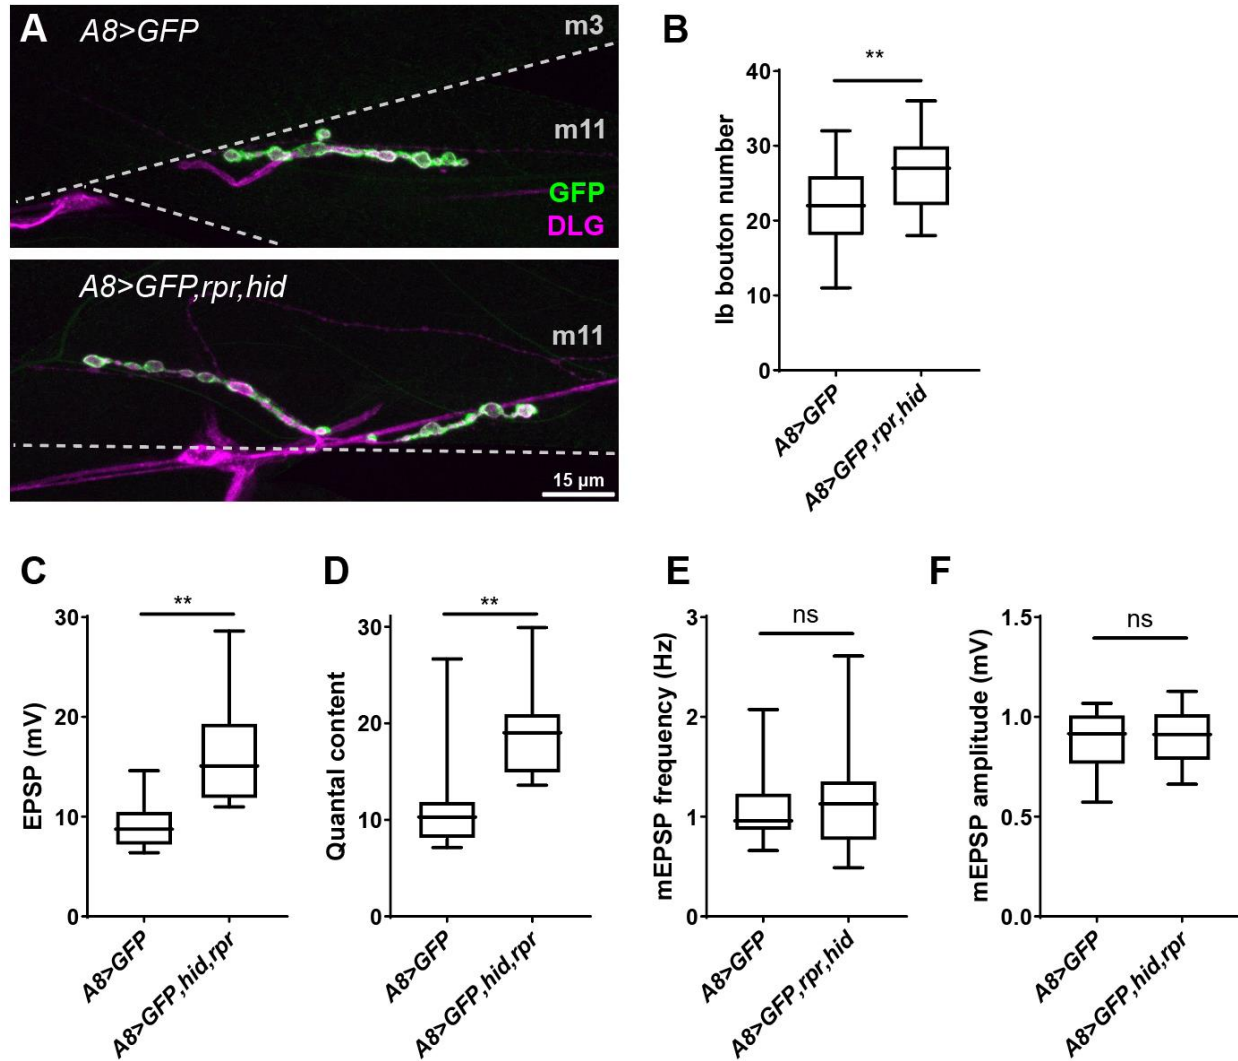 A
A8>GFP
m3
m11
GFP
DLG
A8>GFP,rpr,hid
m11
15 µm
B
**
Ib bouton number
40
30
20
10
0
A8>GFP
A8>GFP,rpr,hid
C
**
EPSP (mV)
30
20
10
0
A8>GFP
A8>GFP,hid,rpr
D
**
Quantal content
30
20
10
0
A8>GFP
A8>GFP,hid,rpr
E
ns
mEPSP frequency (Hz)
3
2
1
0
A8>GFP
A8>GFP,rpr,hid
F
ns
mEPSP amplitude (mV)
1.5
1.0
0.5
0.0
A8>GFP
A8>GFP,hid,rpr